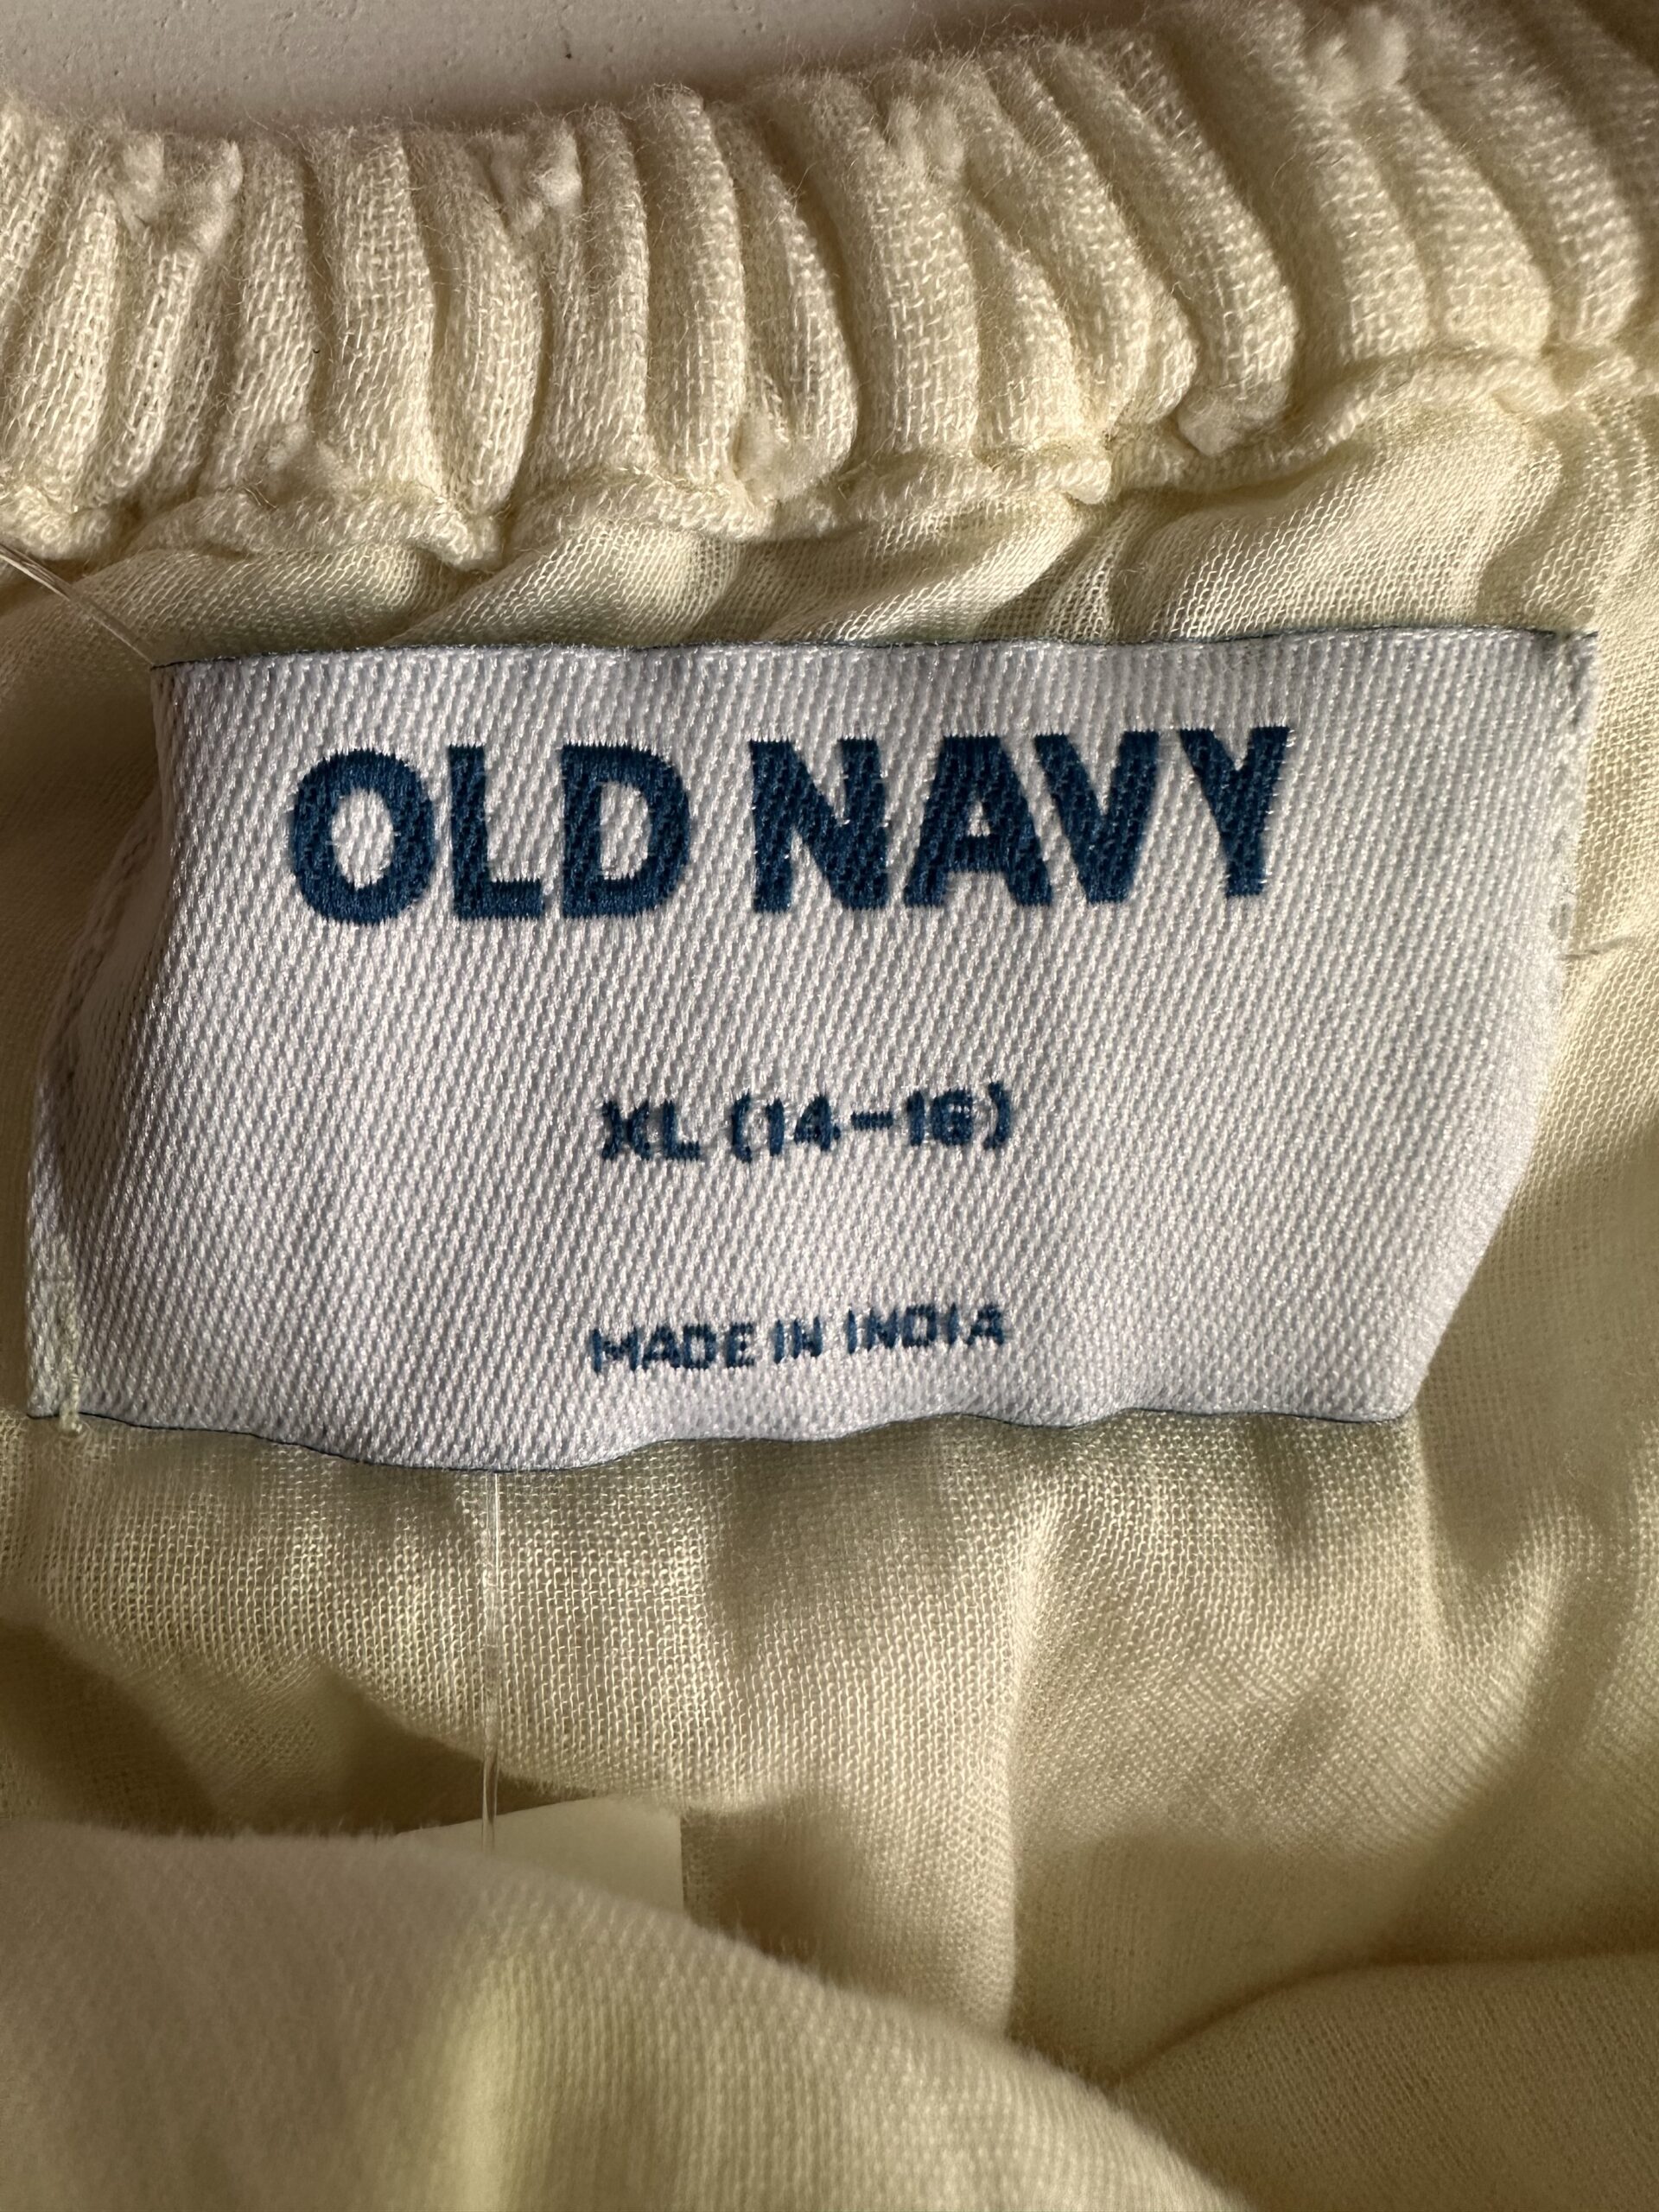 OLD NAVY
XL (14-16)
MADE IN INDIA